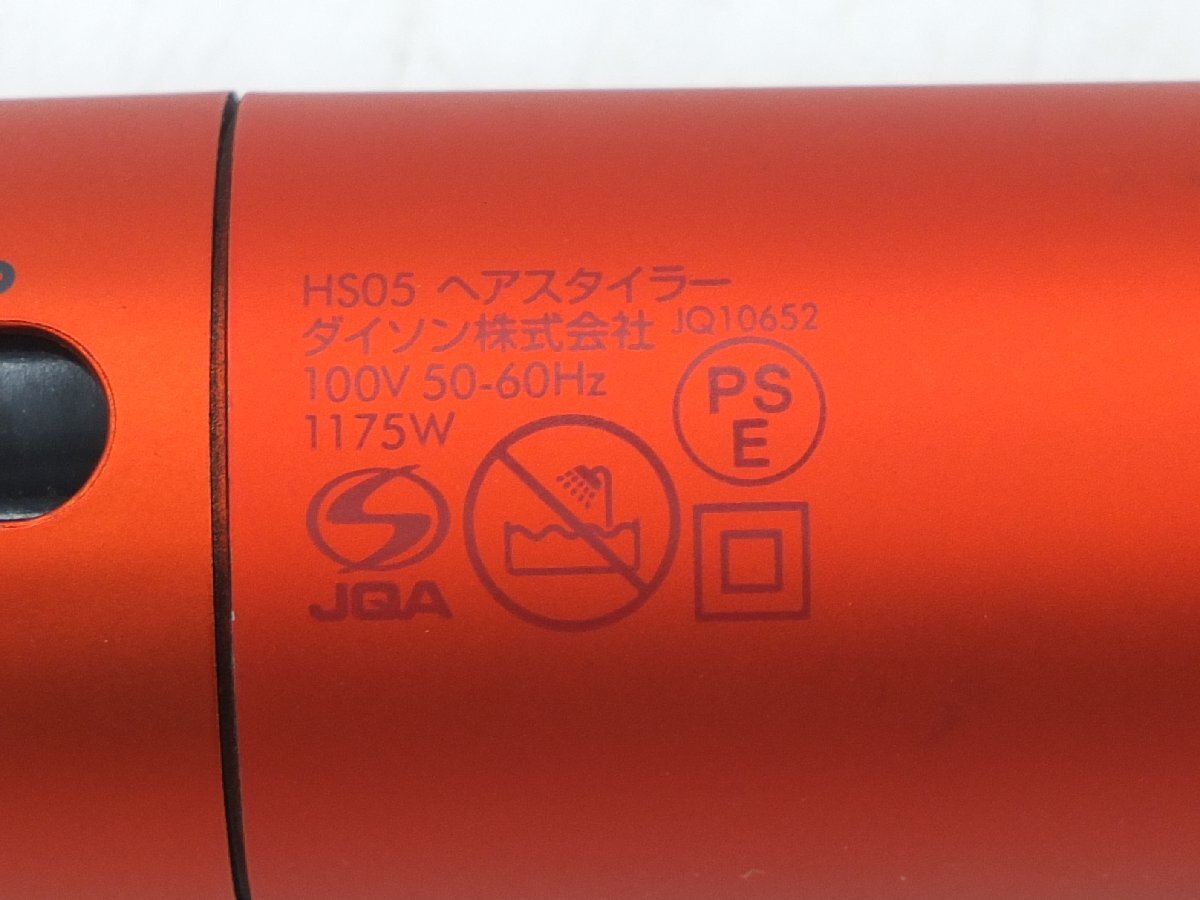 HS05 ヘアスタイラー
ダイソン株式会社 JQ10652
100V 50-60Hz
1175W
PS
E
JQA